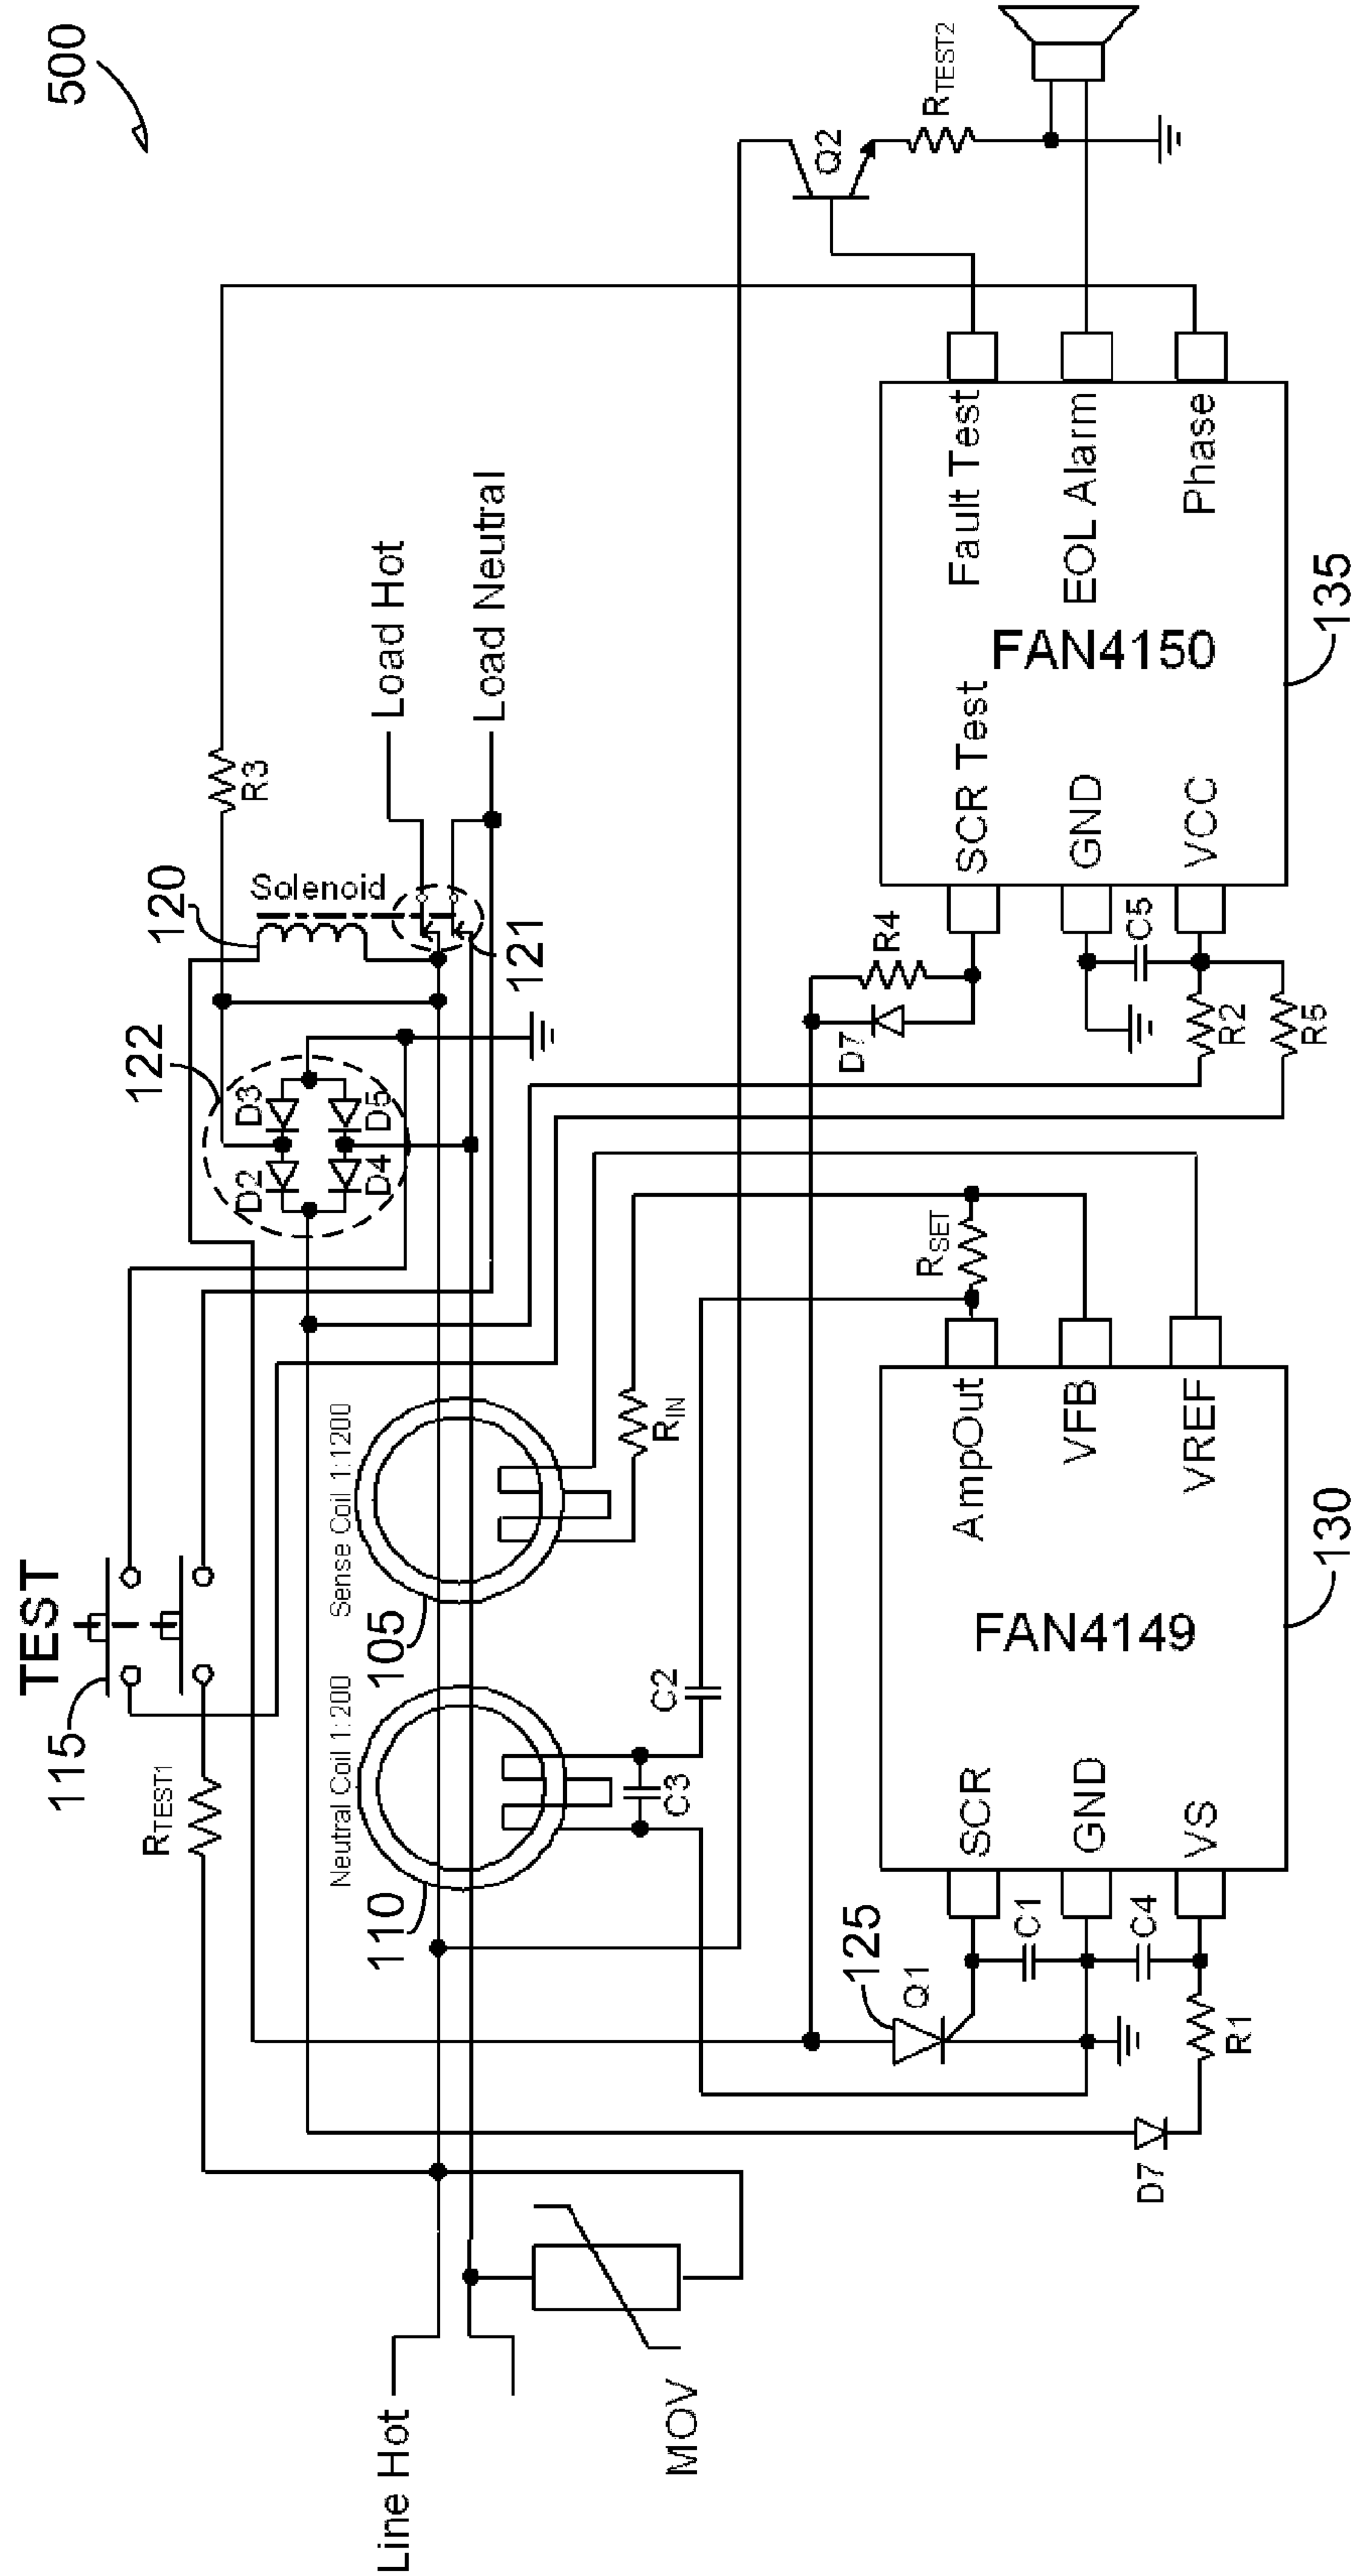 500
TEST
115
R_TEST1
122
120
D3
D2
D5
D4
Solenoid
R3
121
Load Hot
Load Neutral
Neutral Coil 1:200
Sense Coil 1:1200
110
105
Line Hot
MOV
C3
C2
R_IN
125
Q1
D7
R1
C1
C4
SCR
GND
VS
FAN4149
AmpOut
VFB
VREF
R_SET
130
D7
R4
C5
R2
R5
SCR Test
GND
VCC
FAN4150
Fault Test
EOL Alarm
Phase
135
Q2
R_TEST2